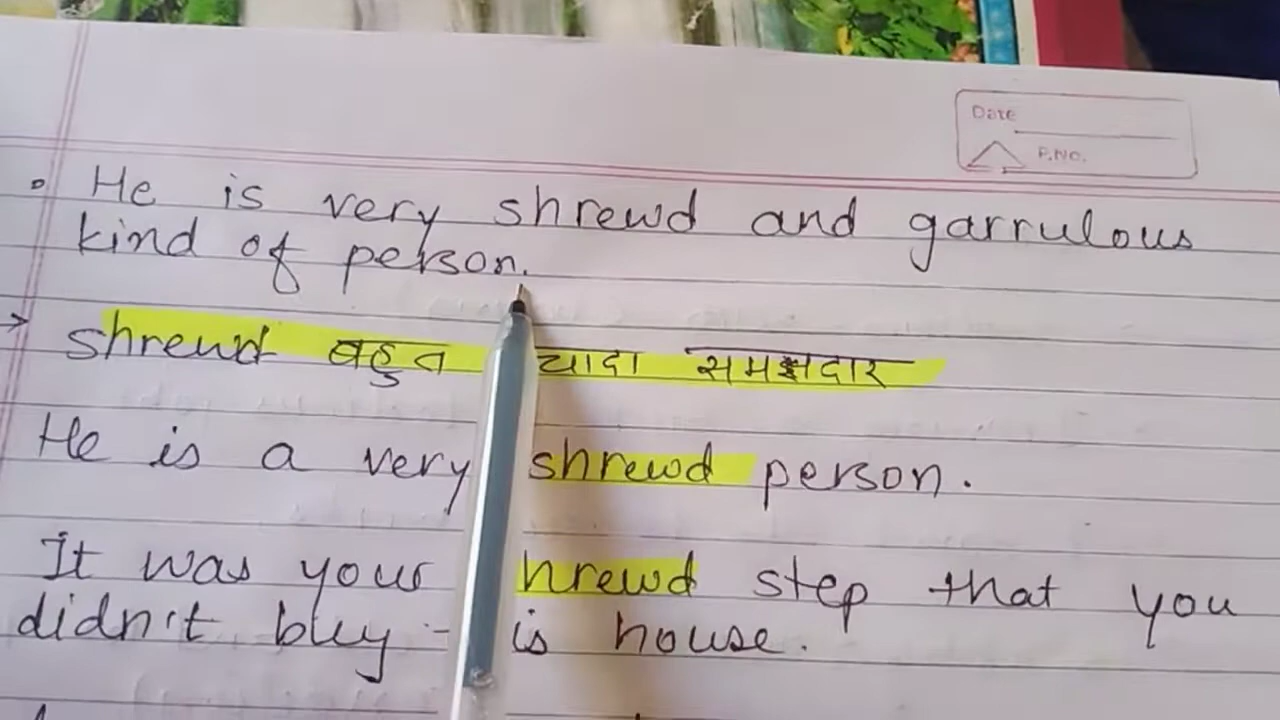 Date
P.No.
He is very shrewd and garrulous
kind of person.
shrewd बहुत यादा समझदार
He is a very shrewd person.
It was your hrewd step that you
didn't buy is house.